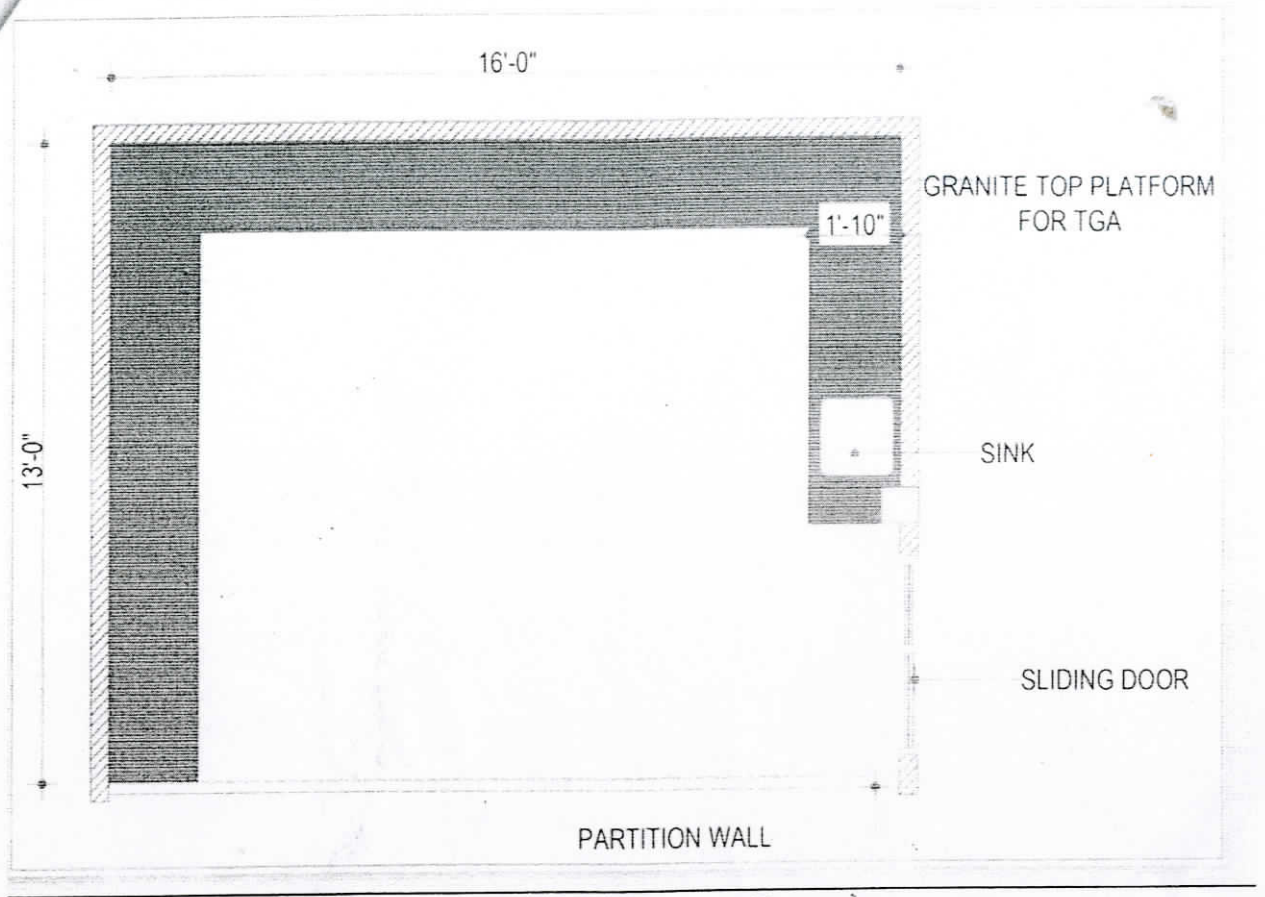 16'-0"
GRANITE TOP PLATFORM
FOR TGA
1'-10"
13'-0"
SINK
SLIDING DOOR
PARTITION WALL